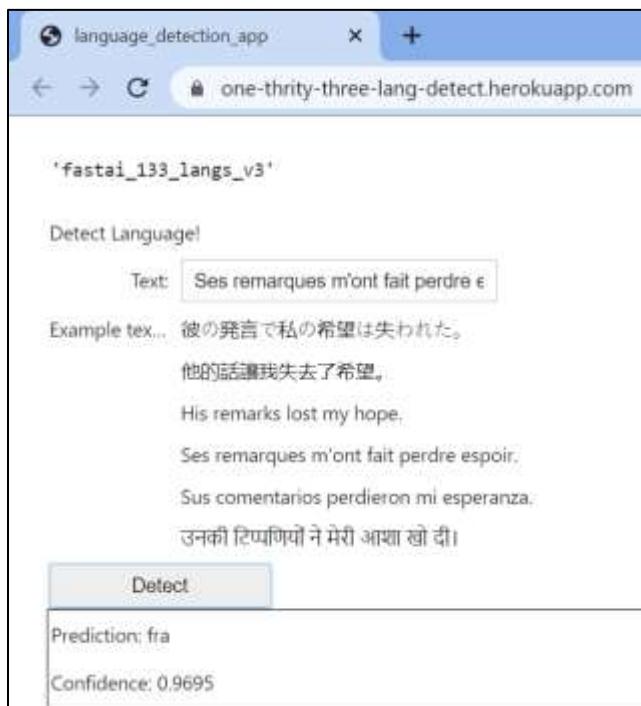 language_detection_app
one-thrity-three-lang-detect.herokuapp.com
'fastai_133_langs_v3'
Detect Language!
Text: Ses remarques m'ont fait perdre e
Example tex... 彼の発言で私の希望は失われた。
他的話讓我失去了希望。
His remarks lost my hope.
Ses remarques m'ont fait perdre espoir.
Sus comentarios perdieron mi esperanza.
उनकी टिप्पणियों ने मेरी आशा खो दी।
Detect
Prediction: fra
Confidence: 0.9695